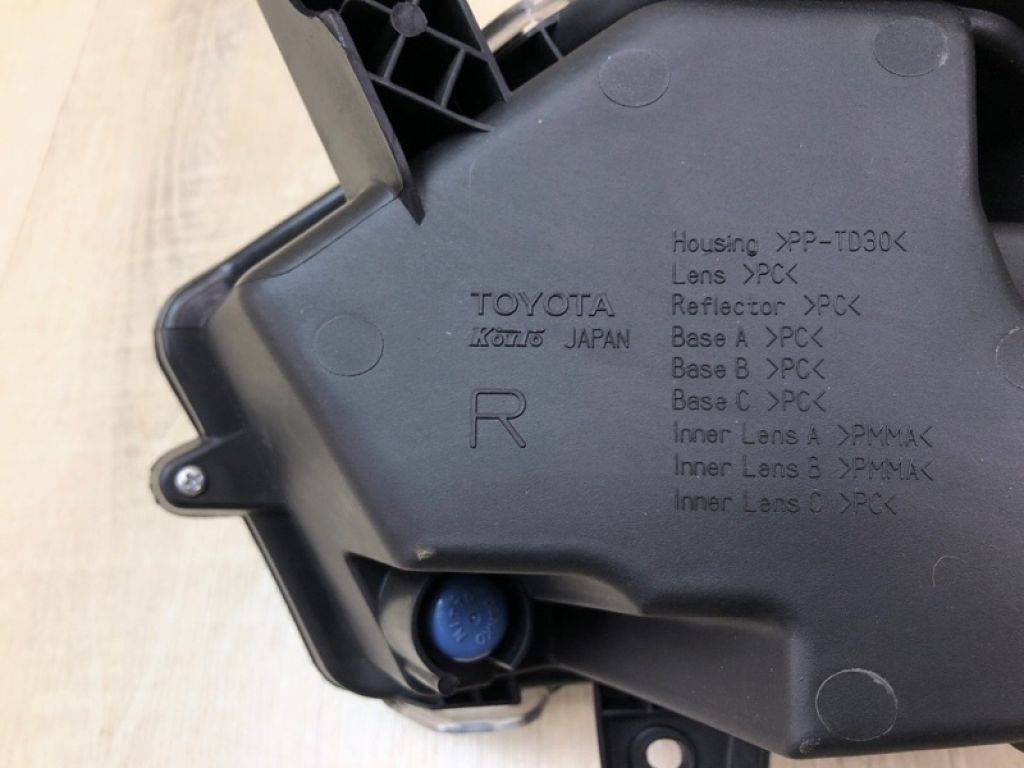 TOYOTA
Koito JAPAN
R
Housing >PP-TD30<
Lens >PC<
Reflector >PC<
Base A >PC<
Base B >PC<
Base C >PC<
Inner Lens A >PMMA<
Inner Lens B >PMMA<
Inner Lens C >PC<